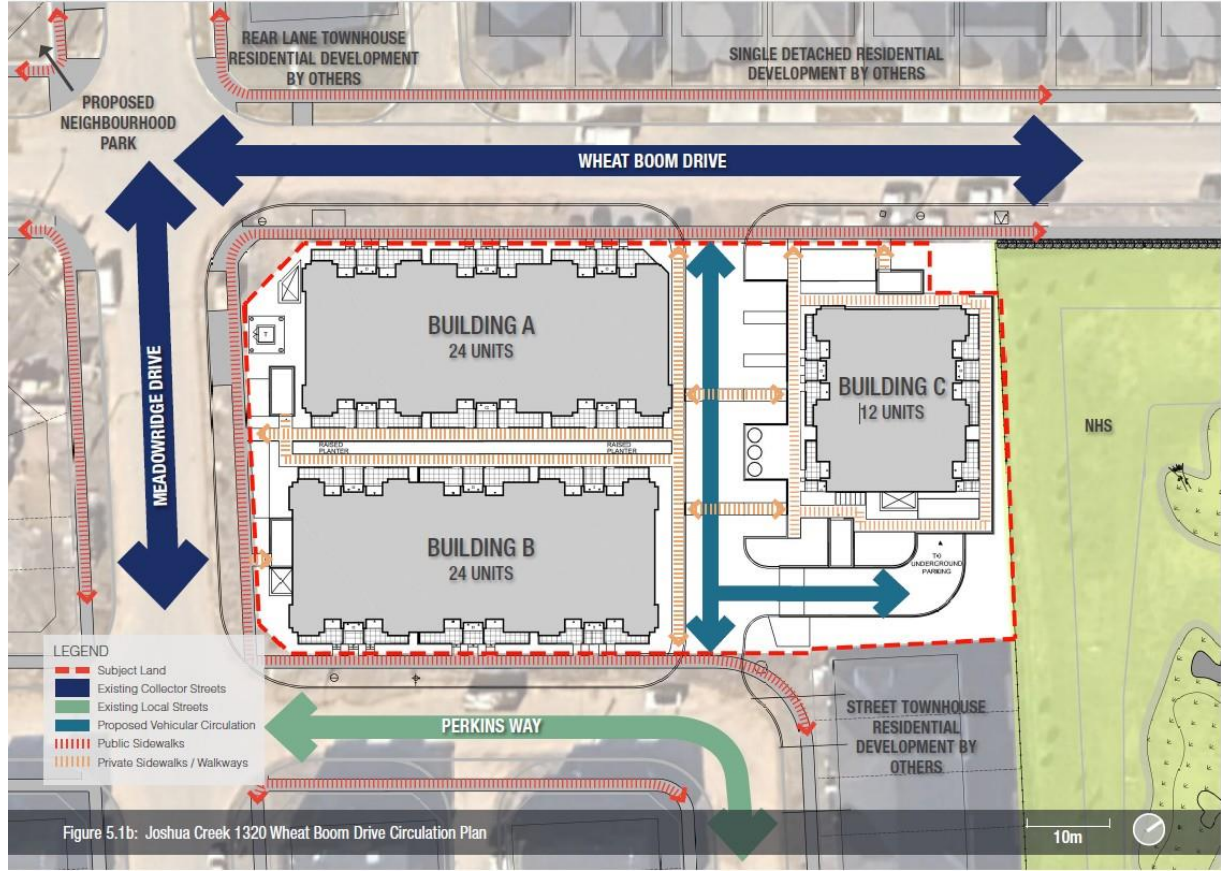 REAR LANE TOWNHOUSE
RESIDENTIAL DEVELOPMENT
BY OTHERS
SINGLE DETACHED RESIDENTIAL
DEVELOPMENT BY OTHERS
PROPOSED
NEIGHBOURHOOD
PARK
WHEAT BOOM DRIVE
MEADOWRIDGE DRIVE
BUILDING A
24 UNITS
T
BUILDING C
12 UNITS
NHS
RAISED
PLANTER
RAISED
PLANTER
BUILDING B
24 UNITS
TO
UNDERGROUND
PARKING
LEGEND
Subject Land
Existing Collector Streets
Existing Local Streets
Proposed Vehicular Circulation
Public Sidewalks
Private Sidewalks / Walkways
PERKINS WAY
STREET TOWNHOUSE
RESIDENTIAL
DEVELOPMENT BY
OTHERS
Figure 5.1b: Joshua Creek 1320 Wheat Boom Drive Circulation Plan
10m